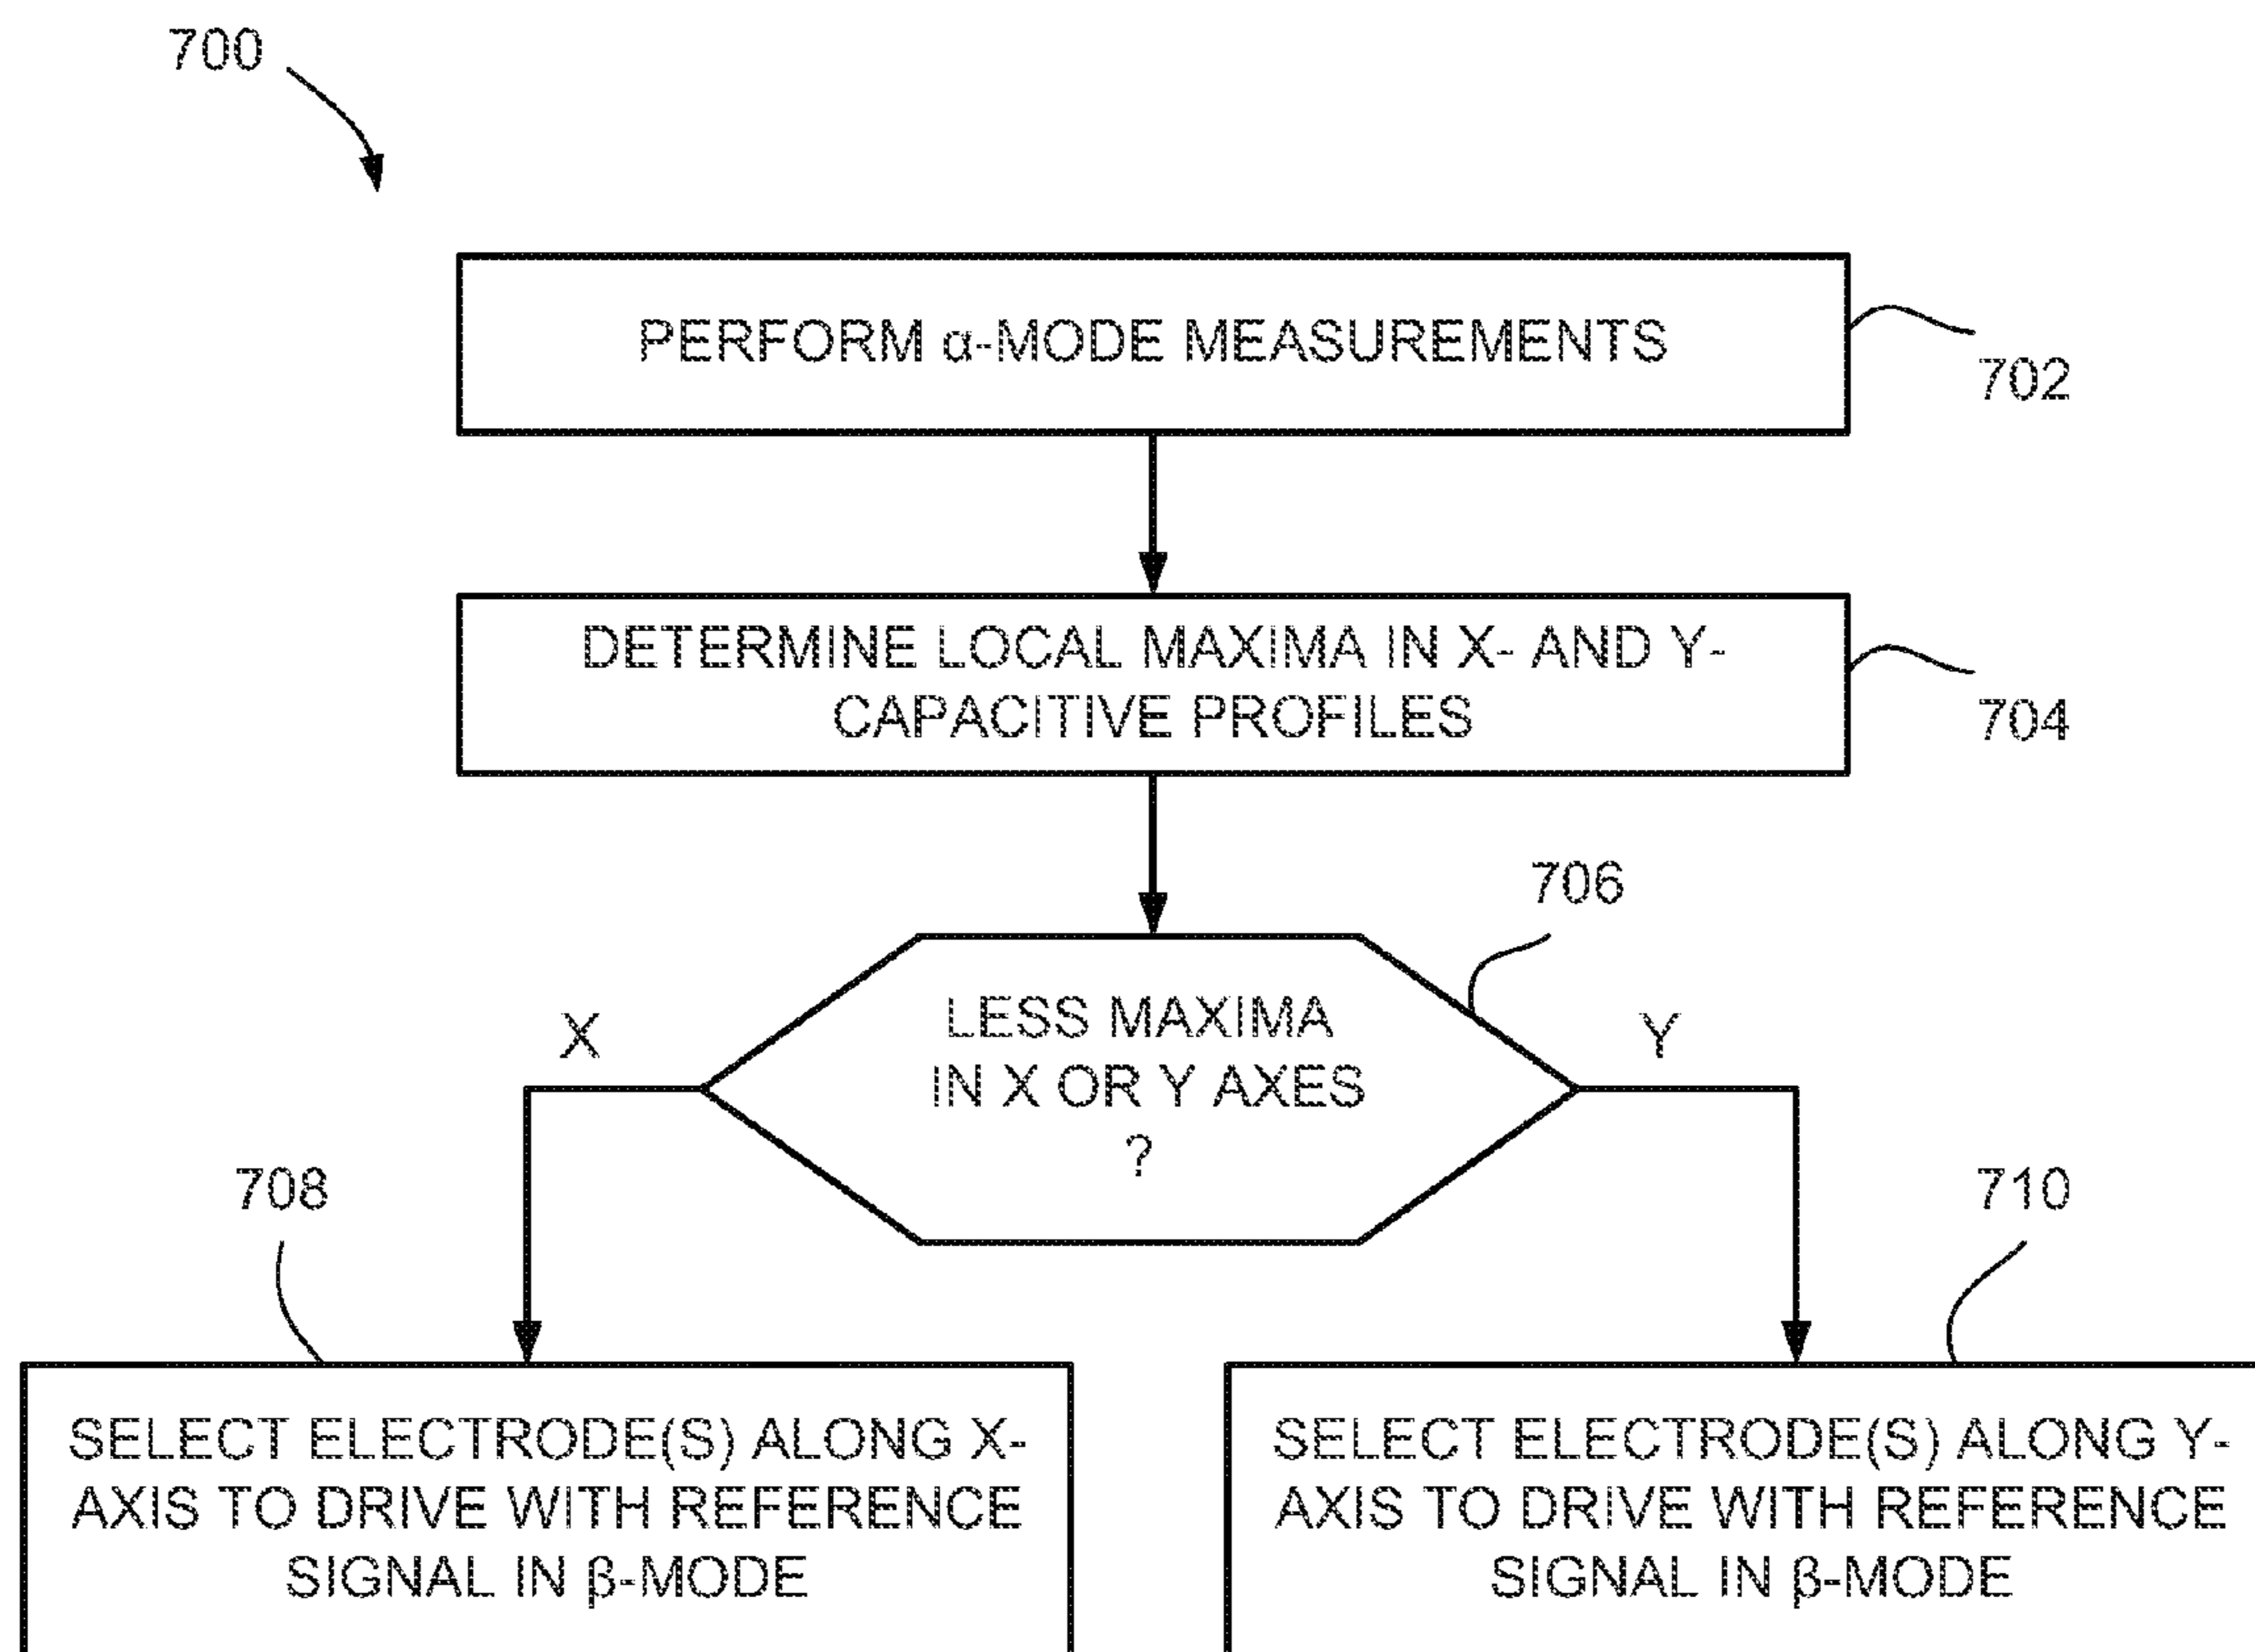 700
PERFORM α-MODE MEASUREMENTS
702
DETERMINE LOCAL MAXIMA IN X- AND Y-
CAPACITIVE PROFILES
704
706
LESS MAXIMA
IN X OR Y AXES
?
X
Y
708
710
SELECT ELECTRODE(S) ALONG X-
AXIS TO DRIVE WITH REFERENCE
SIGNAL IN β-MODE
SELECT ELECTRODE(S) ALONG Y-
AXIS TO DRIVE WITH REFERENCE
SIGNAL IN β-MODE